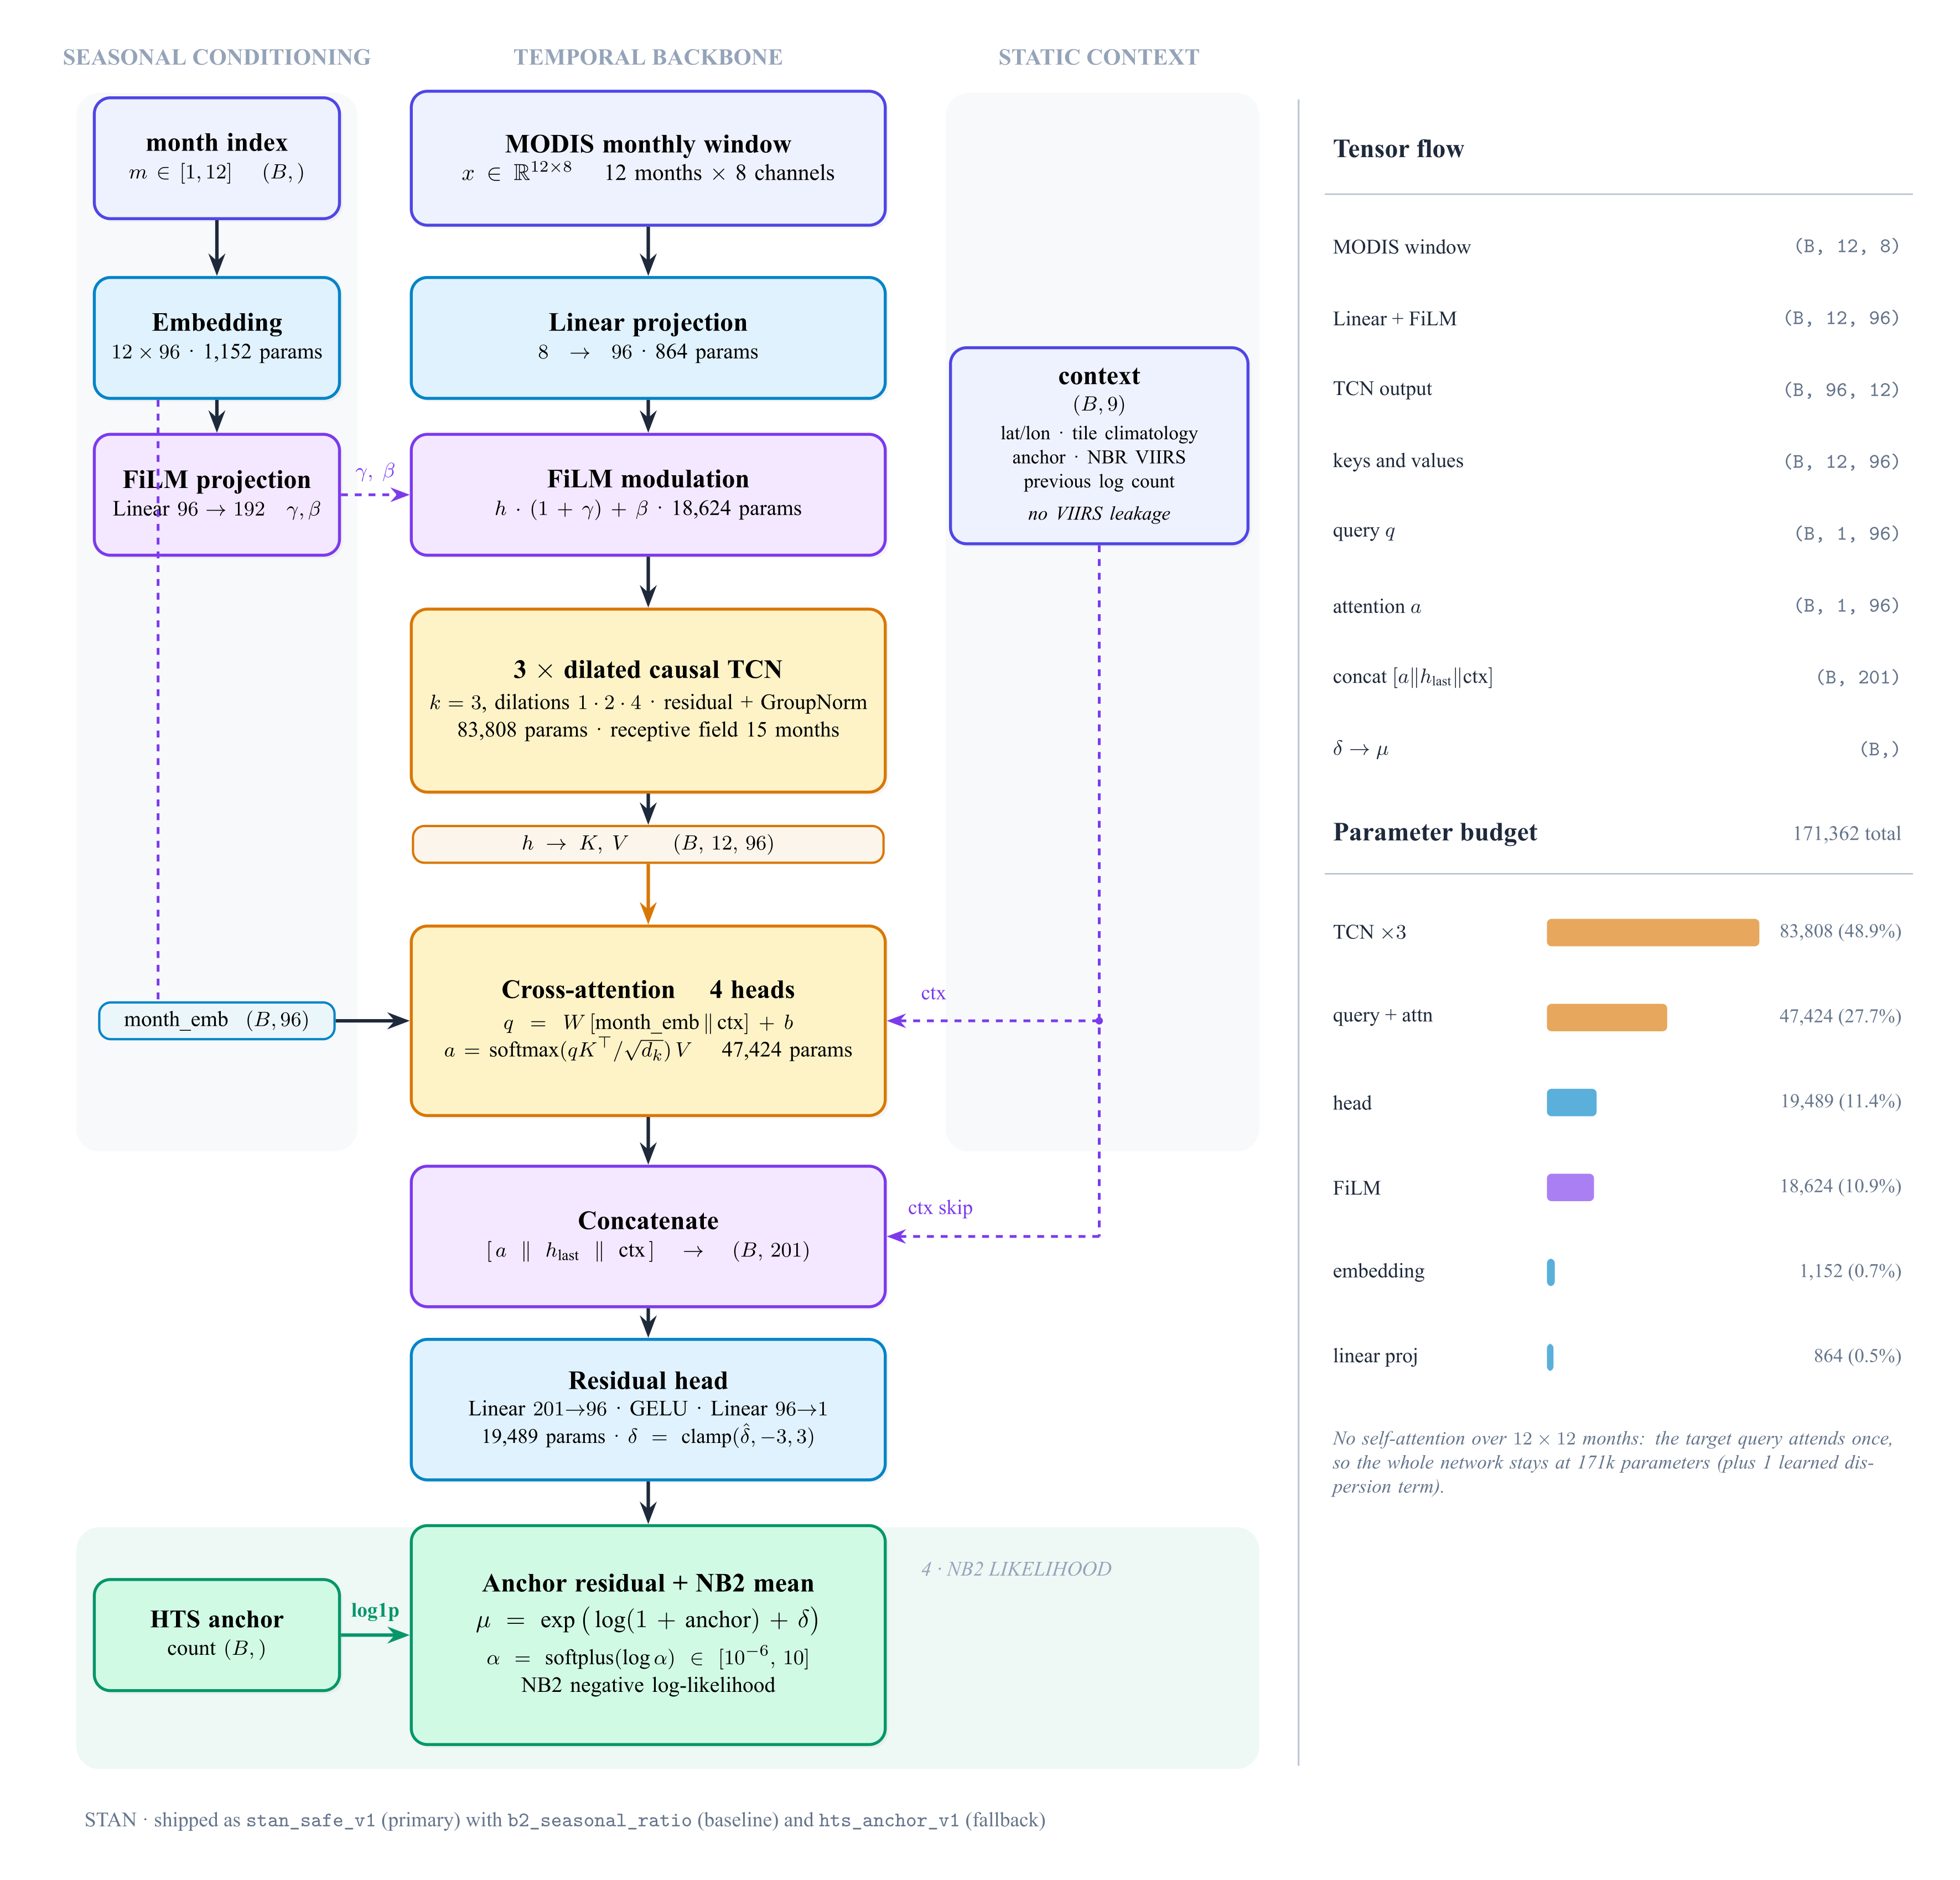 SEASONAL CONDITIONING
TEMPORAL BACKBONE
STATIC CONTEXT
month index
m ∈ [1, 12] (B, )
MODIS monthly window
x ∈ ℝ^{12×8} 12 months × 8 channels
Embedding
12 × 96 · 1,152 params
Linear projection
8 → 96 · 864 params
FiLM projection
Linear 96 → 192 γ, β
γ, β
FiLM modulation
h · (1 + γ) + β · 18,624 params
context
(B, 9)
lat/lon · tile climatology
anchor · NBR VIIRS
previous log count
no VIIRS leakage
3 × dilated causal TCN
k = 3, dilations 1 · 2 · 4 · residual + GroupNorm
83,808 params · receptive field 15 months
h → K, V (B, 12, 96)
month_emb (B, 96)
Cross-attention 4 heads
q = W [month_emb ‖ ctx] + b
a = softmax(qK^⊤/√d_k) V 47,424 params
ctx
Concatenate
[ a ‖ h_last ‖ ctx ] → (B, 201)
ctx skip
Residual head
Linear 201→96 · GELU · Linear 96→1
19,489 params · δ = clamp(δ̂, −3, 3)
HTS anchor
count (B, )
log1p
Anchor residual + NB2 mean
μ = exp ( log(1 + anchor) + δ)
α = softplus(log α) ∈ [10^{−6}, 10]
NB2 negative log-likelihood
4 · NB2 LIKELIHOOD
STAN · shipped as stan_safe_v1 (primary) with b2_seasonal_ratio (baseline) and hts_anchor_v1 (fallback)
Tensor flow
MODIS window (B, 12, 8)
Linear + FiLM (B, 12, 96)
TCN output (B, 96, 12)
keys and values (B, 12, 96)
query q (B, 1, 96)
attention a (B, 1, 96)
concat [a‖h_last‖ctx] (B, 201)
δ → μ (B,)
Parameter budget 171,362 total
TCN ×3 83,808 (48.9%)
query + attn 47,424 (27.7%)
head 19,489 (11.4%)
FiLM 18,624 (10.9%)
embedding 1,152 (0.7%)
linear proj 864 (0.5%)
No self-attention over 12 × 12 months: the target query attends once,
so the whole network stays at 171k parameters (plus 1 learned dis-
persion term).